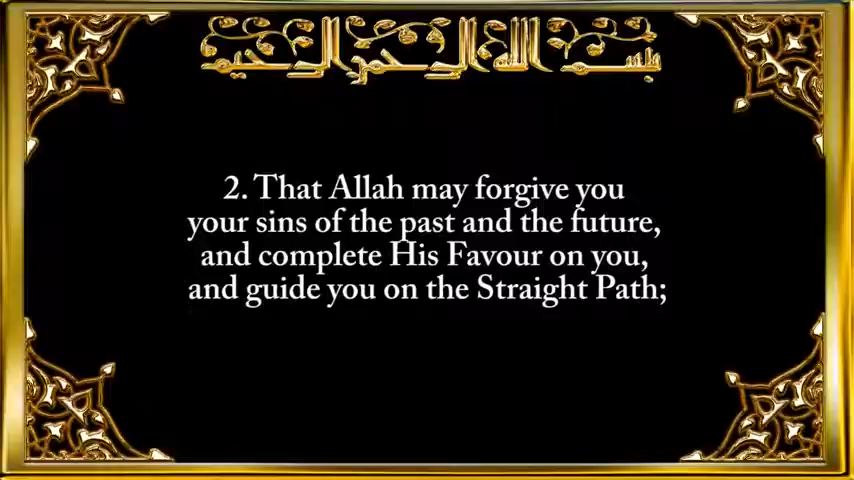 بسم الله الرحمن الرحيم
2. That Allah may forgive you
your sins of the past and the future,
and complete His Favour on you,
and guide you on the Straight Path;